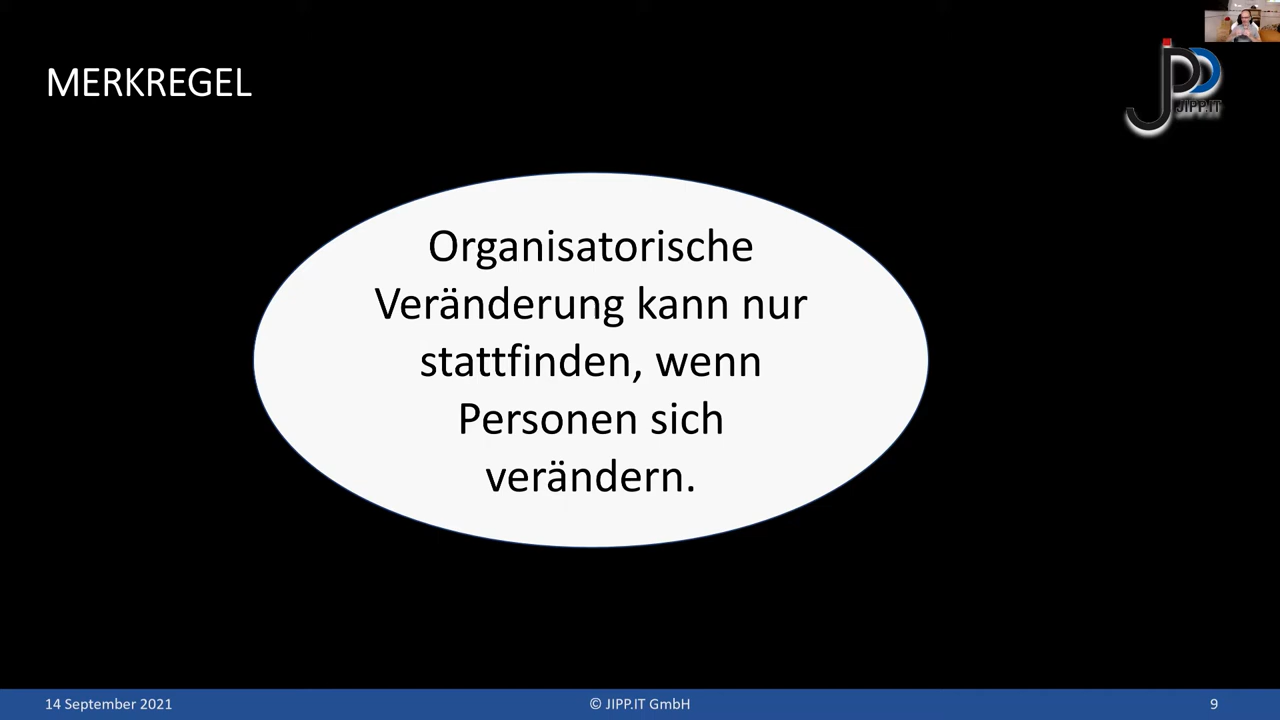 MERKREGEL
JIPP.IT
Organisatorische
Veränderung kann nur
stattfinden, wenn
Personen sich
verändern.
14 September 2021
© JIPP.IT GmbH
9